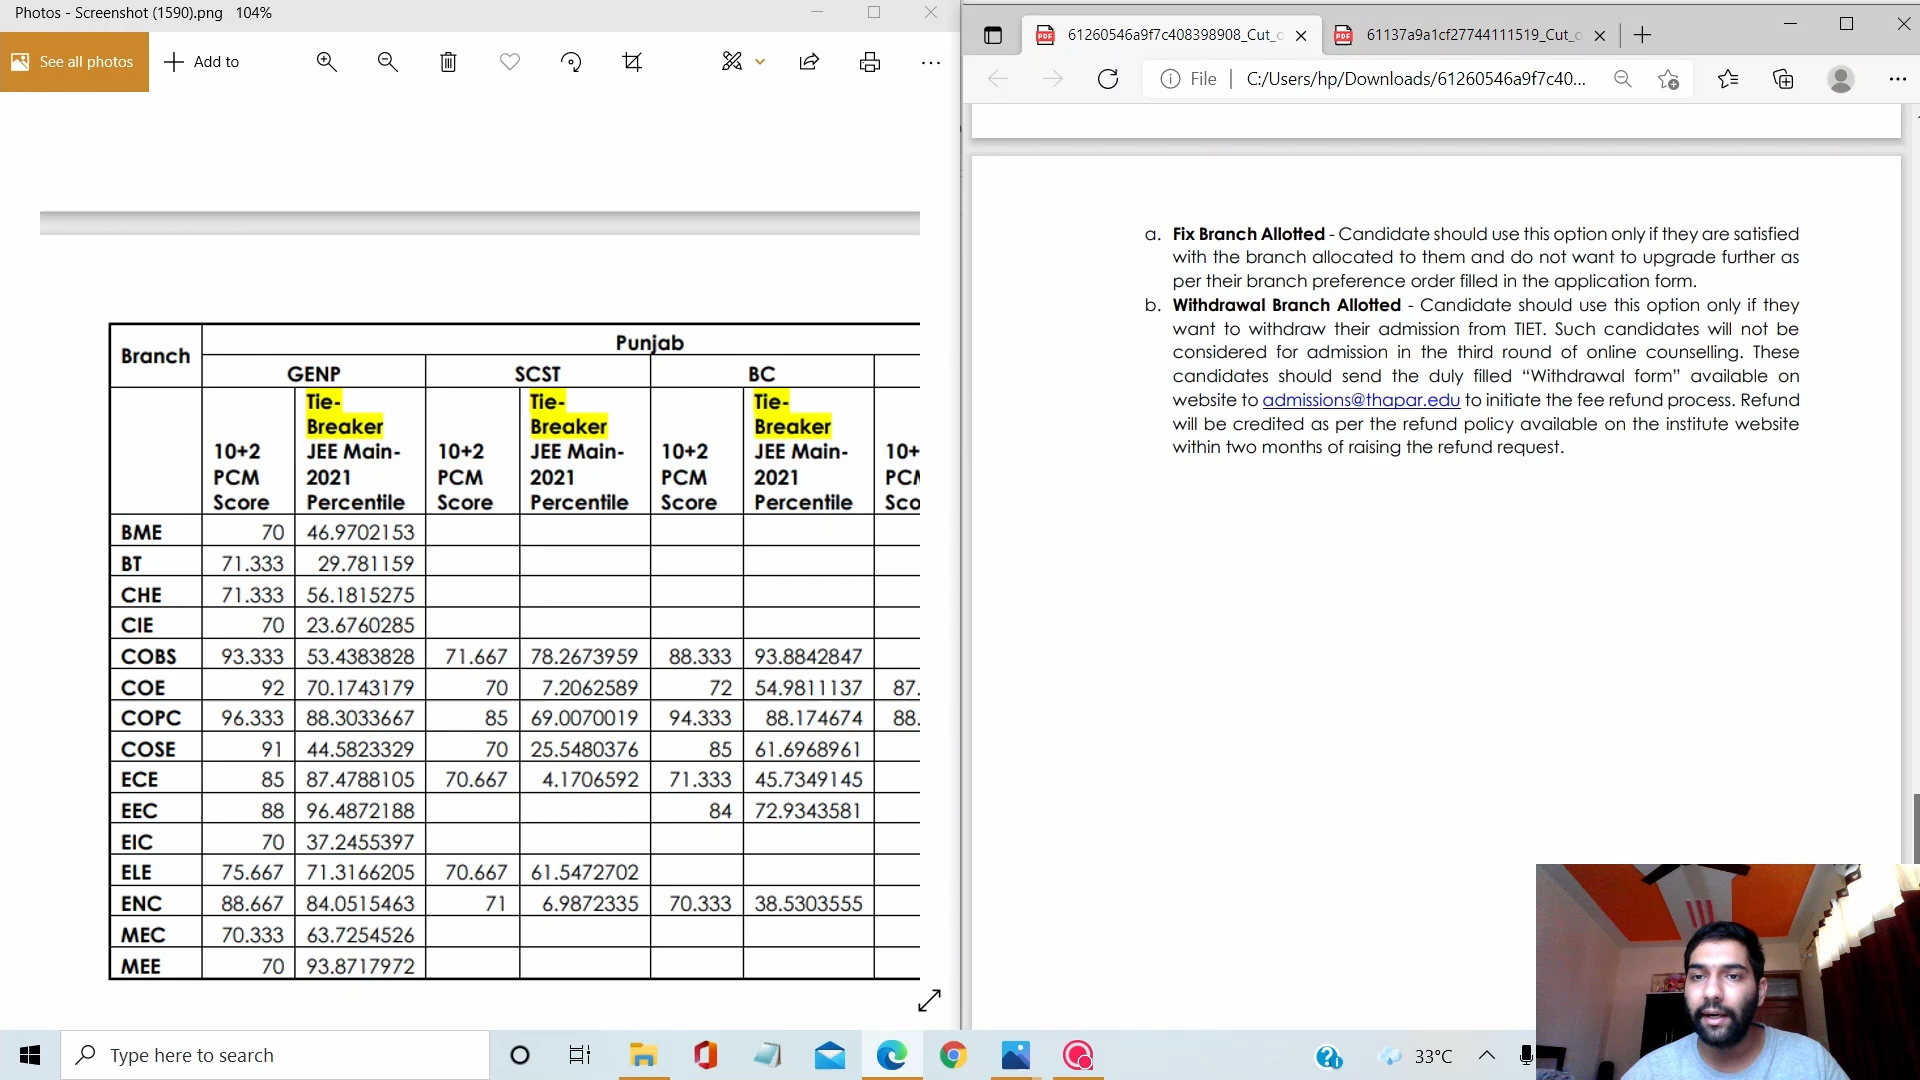 Photos - Screenshot (1590).png 104%
See all photos
Add to
Branch
Punjab
GENP SCST BC
10+2 PCM Score
Tie-Breaker JEE Main-2021 Percentile
10+2 PCM Score
Tie-Breaker JEE Main-2021 Percentile
10+2 PCM Score
Tie-Breaker JEE Main-2021 Percentile
10+
PCM
Sco
BME 70 46.9702153
BT 71.333 29.781159
CHE 71.333 56.1815275
CIE 70 23.6760285
COBS 93.333 53.4383828 71.667 78.2673959 88.333 93.8842847
COE 92 70.1743179 70 7.2062589 72 54.9811137 87.
COPC 96.333 88.3033667 85 69.0070019 94.333 88.174674 88.
COSE 91 44.5823329 70 25.5480376 85 61.6968961
ECE 85 87.4788105 70.667 4.1706592 71.333 45.7349145
EEC 88 96.4872188 84 72.9343581
EIC 70 37.2455397
ELE 75.667 71.3166205 70.667 61.5472702
ENC 88.667 84.0515463 71 6.9872335 70.333 38.5303555
MEC 70.333 63.7254526
MEE 70 93.8717972
61260546a9f7c408398908_Cut_o
61137a9a1cf27744111519_Cut_o
File C:/Users/hp/Downloads/61260546a9f7c40...
a. Fix Branch Allotted - Candidate should use this option only if they are satisfied
with the branch allocated to them and do not want to upgrade further as
per their branch preference order filled in the application form.
b. Withdrawal Branch Allotted - Candidate should use this option only if they
want to withdraw their admission from TIET. Such candidates will not be
considered for admission in the third round of online counselling. These
candidates should send the duly filled “Withdrawal form” available on
website to admissions@thapar.edu to initiate the fee refund process. Refund
will be credited as per the refund policy available on the institute website
within two months of raising the refund request.
Type here to search
33°C